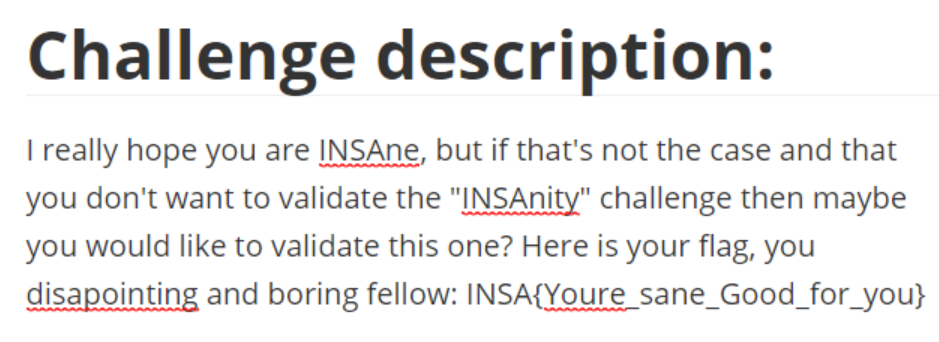 Challenge description:
I really hope you are INSAne, but if that's not the case and that
you don't want to validate the "INSAnity" challenge then maybe
you would like to validate this one? Here is your flag, you
disapointing and boring fellow: INSA{Youre_sane_Good_for_you}